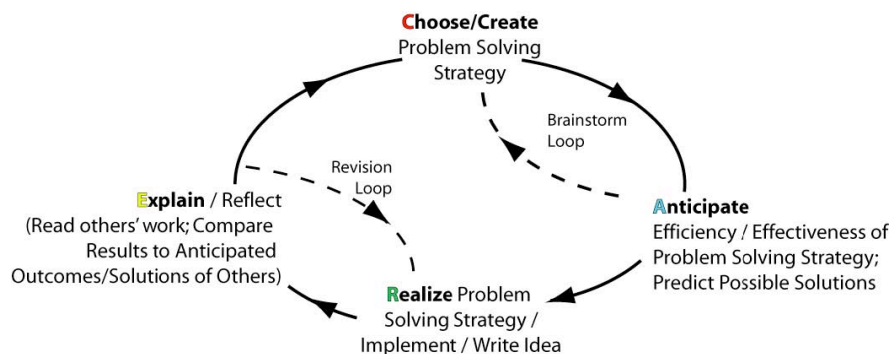 Choose/Create
Problem Solving
Strategy
Brainstorm
Loop
Anticipate
Efficiency / Effectiveness of
Problem Solving Strategy;
Predict Possible Solutions
Realize Problem
Solving Strategy /
Implement / Write Idea
Explain / Reflect
(Read others' work; Compare
Results to Anticipated
Outcomes/Solutions of Others)
Revision
Loop